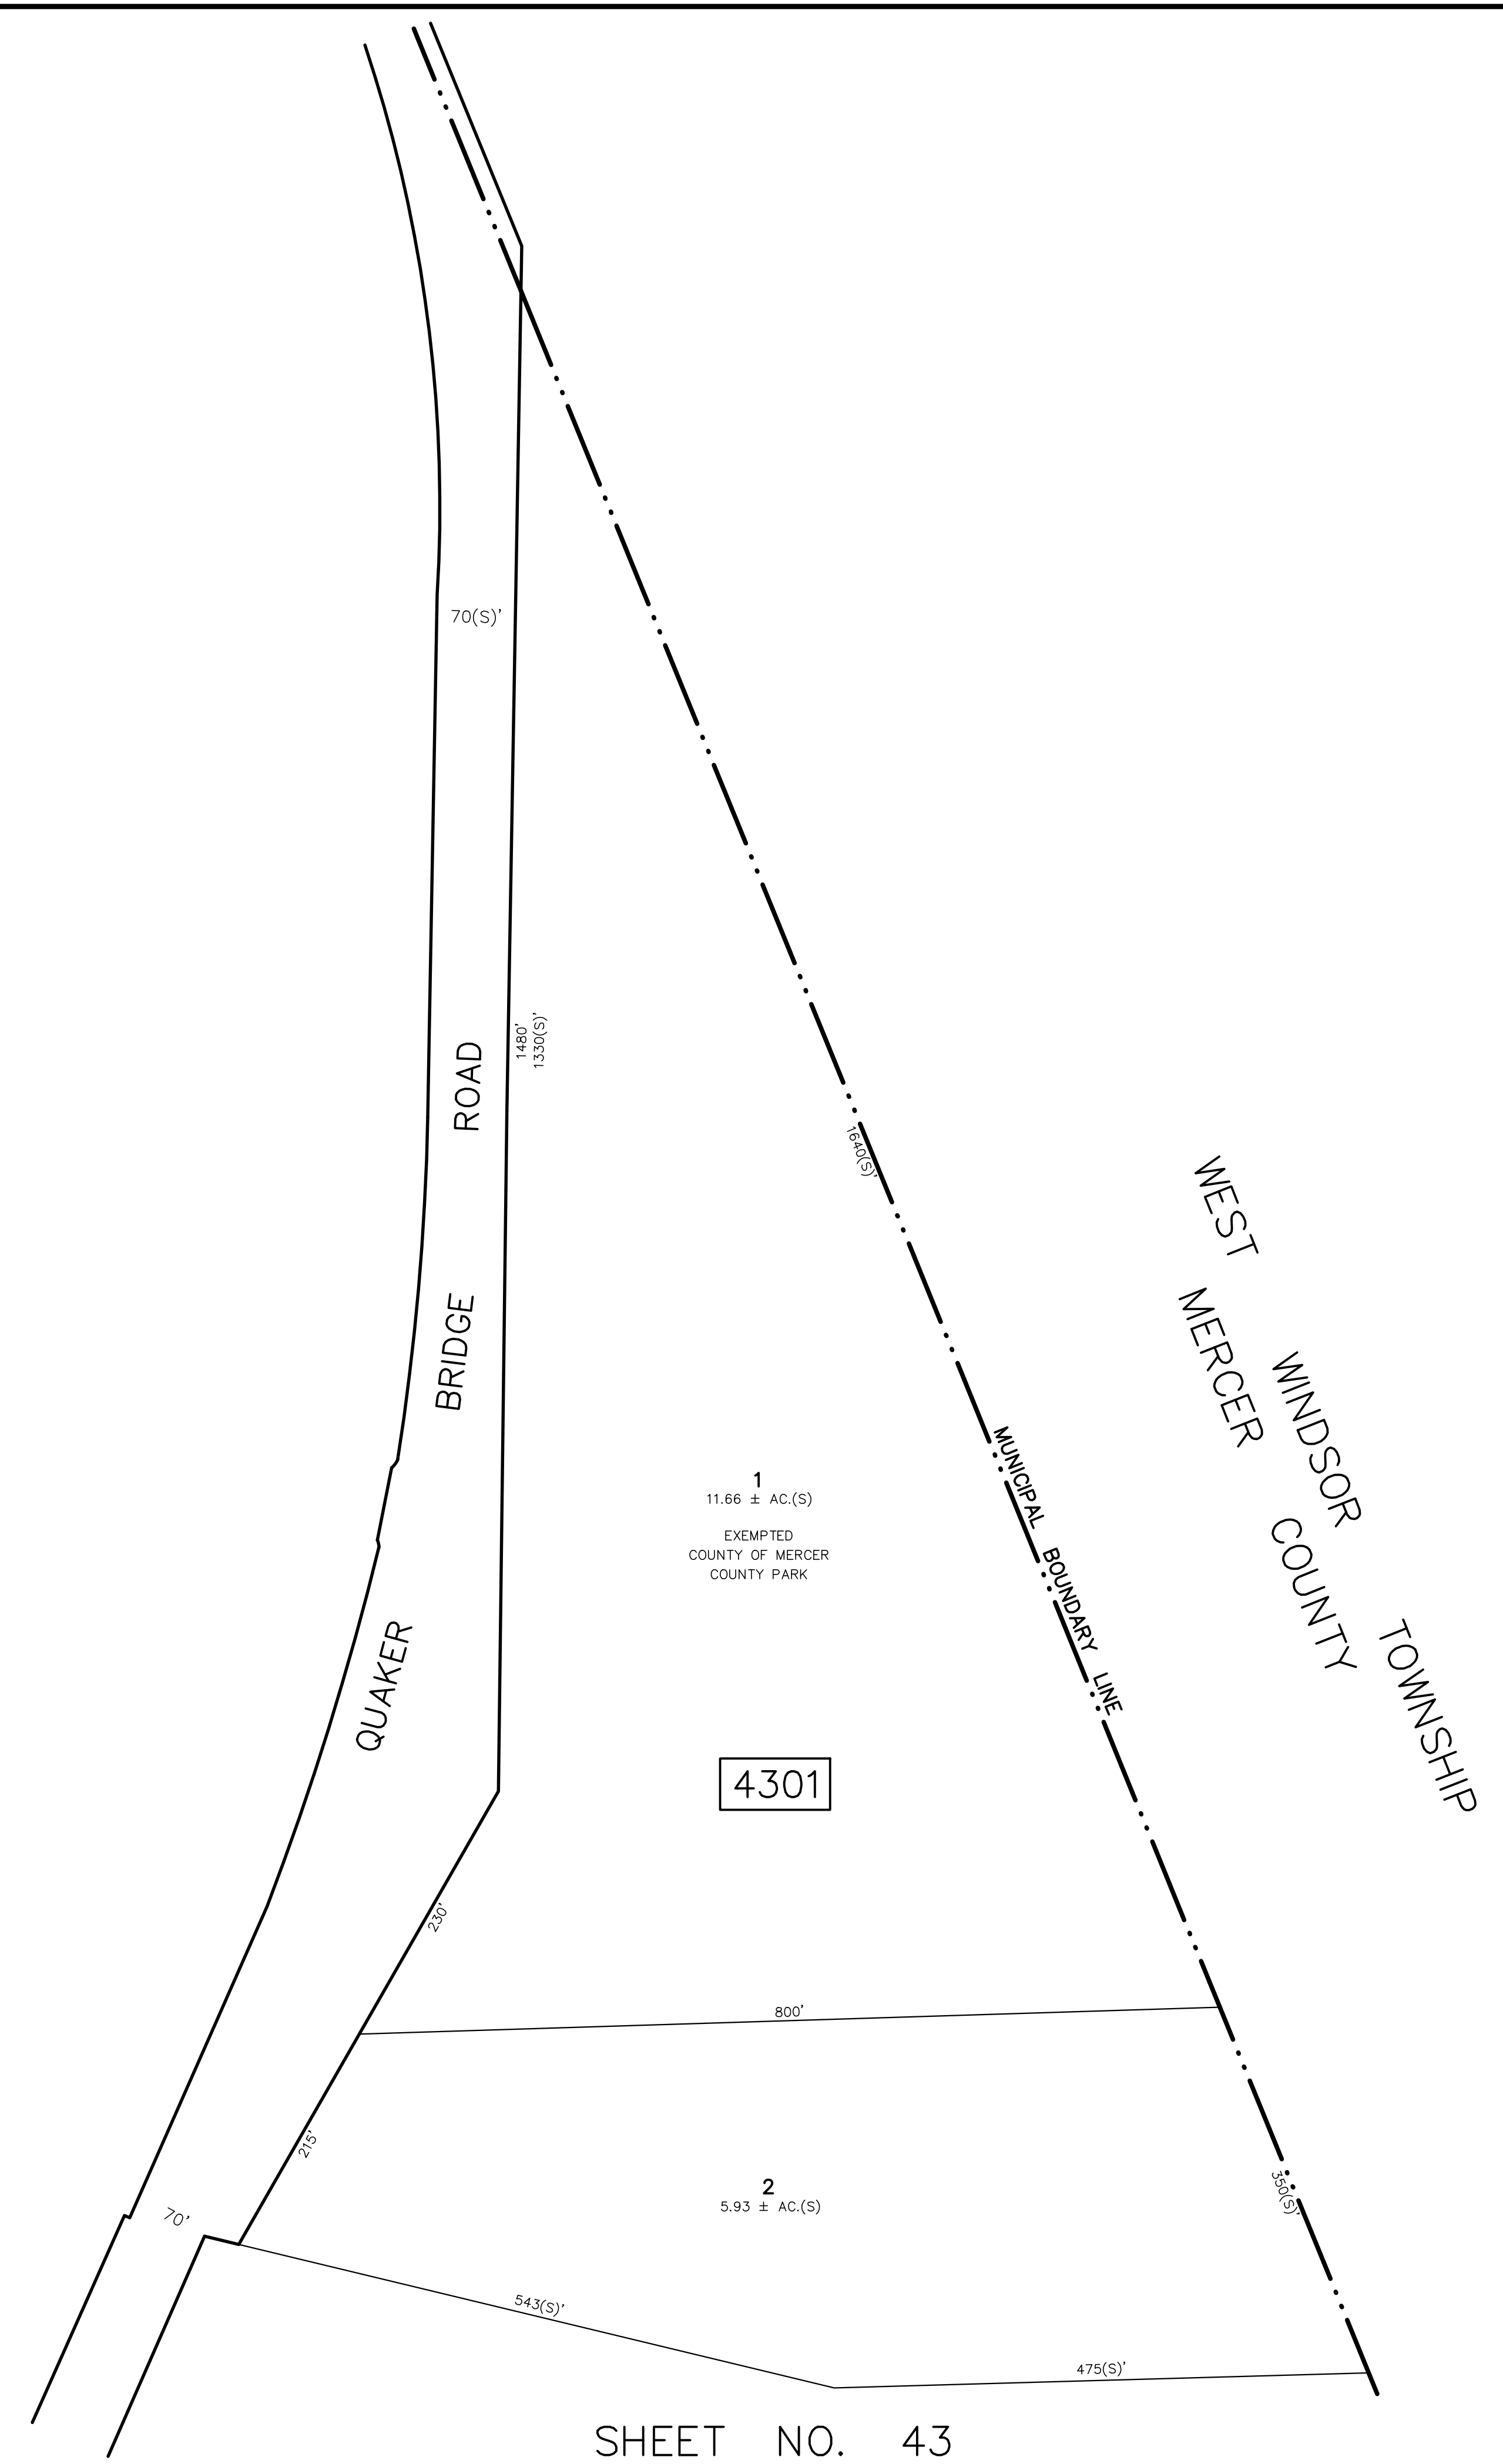 70(S)'
QUAKER BRIDGE ROAD
1480'
1330(S)'
1640(S)'
WEST WINDSOR TOWNSHIP
MERCER COUNTY
MUNICIPAL BOUNDARY LINE
1
11.66 ± AC.(S)
EXEMPTED
COUNTY OF MERCER
COUNTY PARK
4301
230'
800'
215'
70'
2
5.93 ± AC.(S)
350(S)'
543(S)'
475(S)'
SHEET NO. 43